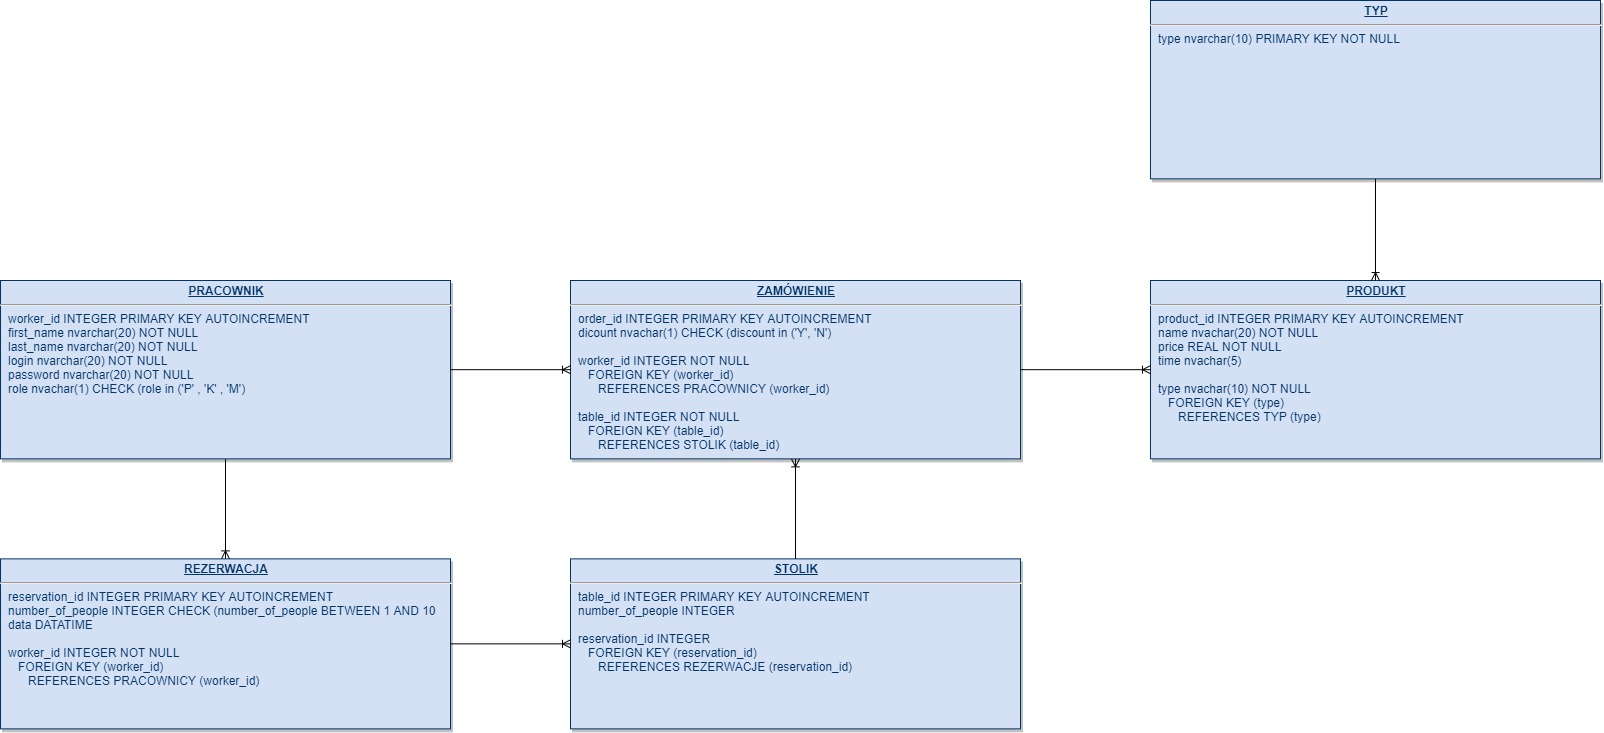 TYP
type nvarchar(10) PRIMARY KEY NOT NULL
PRACOWNIK
worker_id INTEGER PRIMARY KEY AUTOINCREMENT
first_name nvarchar(20) NOT NULL
last_name nvarchar(20) NOT NULL
login nvarchar(20) NOT NULL
password nvarchar(20) NOT NULL
role nvarchar(1) CHECK (role in ('P' , 'K' , 'M')
ZAMÓWIENIE
order_id INTEGER PRIMARY KEY AUTOINCREMENT
dicount nvachar(1) CHECK (discount in ('Y', 'N')
worker_id INTEGER NOT NULL
FOREIGN KEY (worker_id)
REFERENCES PRACOWNICY (worker_id)
table_id INTEGER NOT NULL
FOREIGN KEY (table_id)
REFERENCES STOLIK (table_id)
PRODUKT
product_id INTEGER PRIMARY KEY AUTOINCREMENT
name nvachar(20) NOT NULL
price REAL NOT NULL
time nvachar(5)
type nvarchar(10) NOT NULL
FOREIGN KEY (type)
REFERENCES TYP (type)
REZERWACJA
reservation_id INTEGER PRIMARY KEY AUTOINCREMENT
number_of_people INTEGER CHECK (number_of_people BETWEEN 1 AND 10
data DATATIME
worker_id INTEGER NOT NULL
FOREIGN KEY (worker_id)
REFERENCES PRACOWNICY (worker_id)
STOLIK
table_id INTEGER PRIMARY KEY AUTOINCREMENT
number_of_people INTEGER
reservation_id INTEGER
FOREIGN KEY (reservation_id)
REFERENCES REZERWACJE (reservation_id)